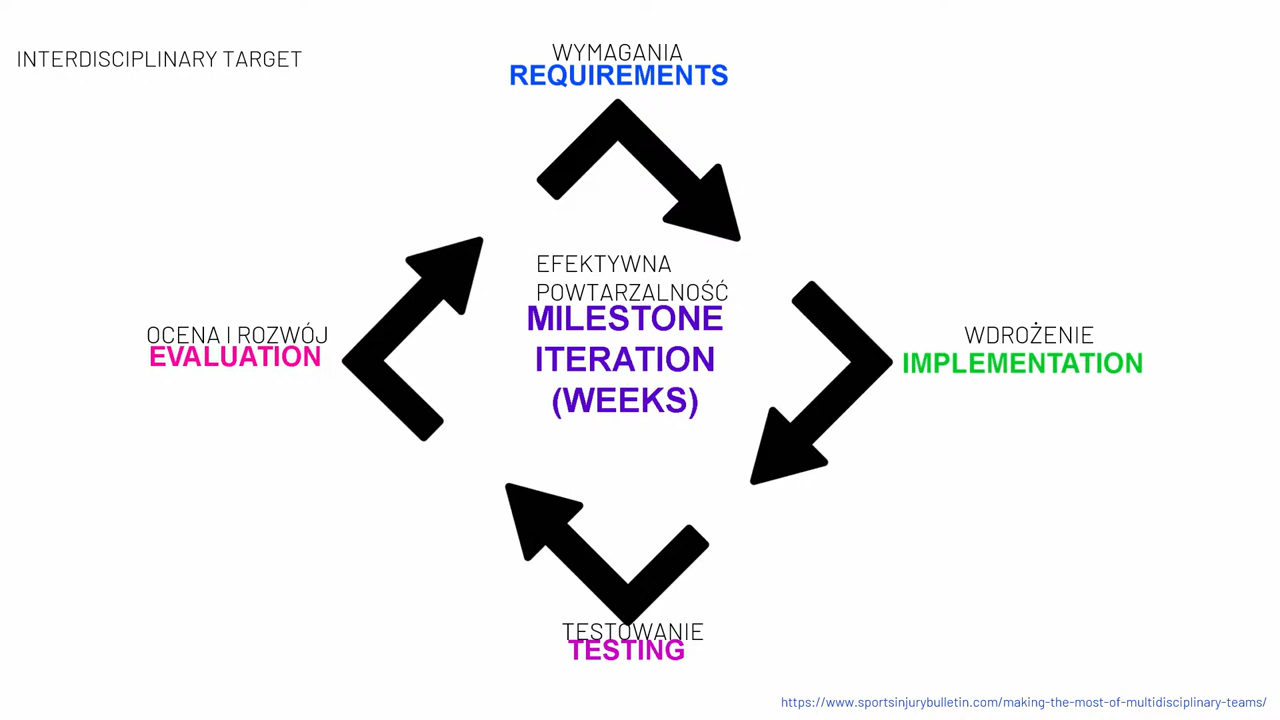 INTERDISCIPLINARY TARGET
WYMAGANIA
REQUIREMENTS
EFEKTYWNA
POWTARZALNOŚĆ
MILESTONE
ITERATION
(WEEKS)
OCENA I ROZWÓJ
EVALUATION
WDROŻENIE
IMPLEMENTATION
TESTOWANIE
TESTING
https://www.sportsinjurybulletin.com/making-the-most-of-multidisciplinary-teams/